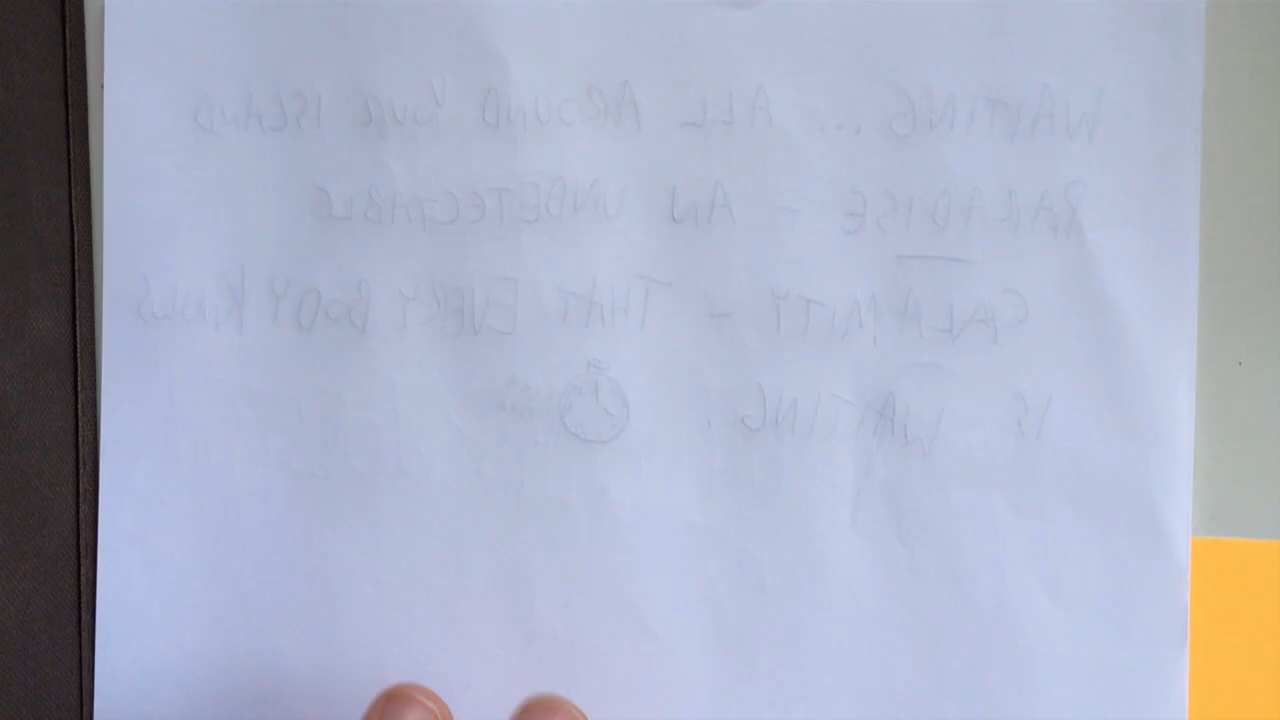 WAITING ... ALL AROUND YOUR ISLAND
PARADISE - AN UNDETECTABLE
CALAMITY - THAT EVERYBODY KNOWS
IS WAITING.